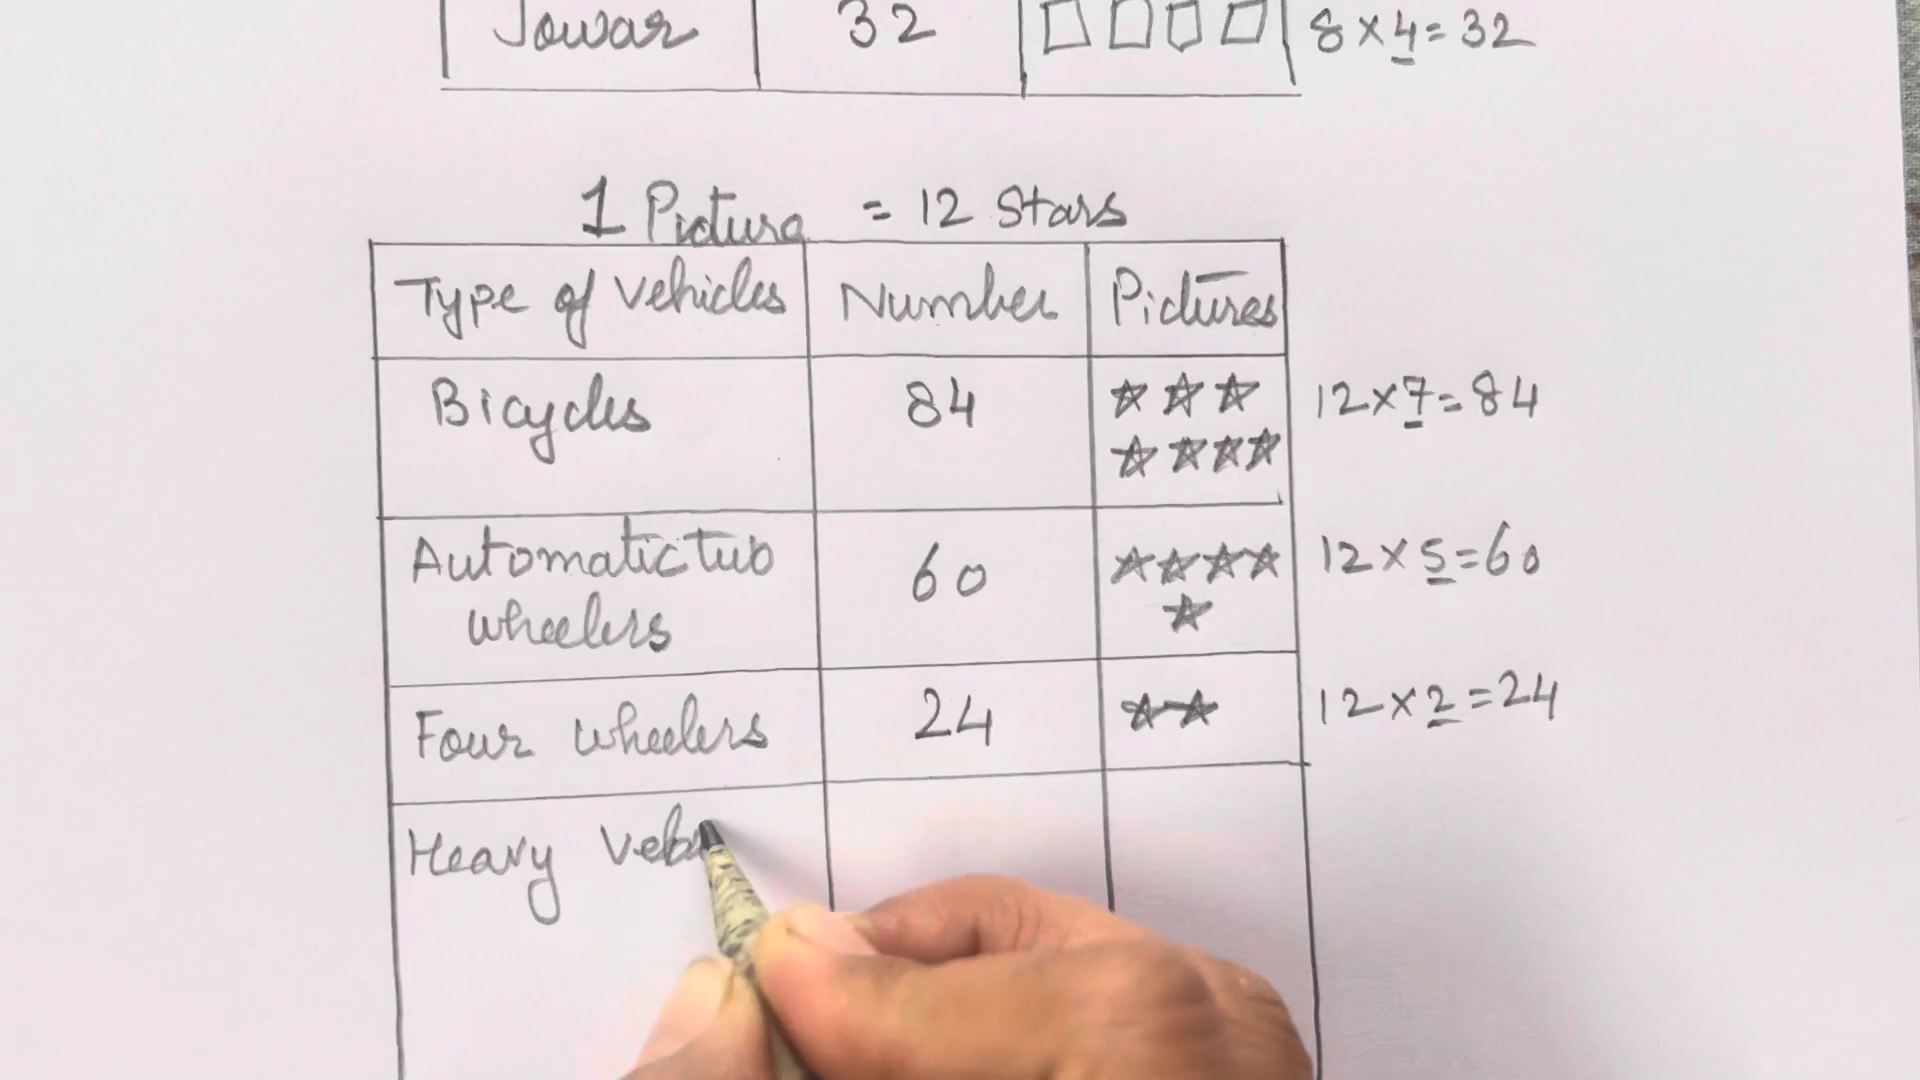 Jowar 32 8 × 4 = 32
1 Picture = 12 Stars
Type of vehicles Number Pictures
Bicycles 84 12 × 7 = 84
Automatic two 60 12 × 5 = 60
wheelers
Four wheelers 24 12 × 2 = 24
Heavy